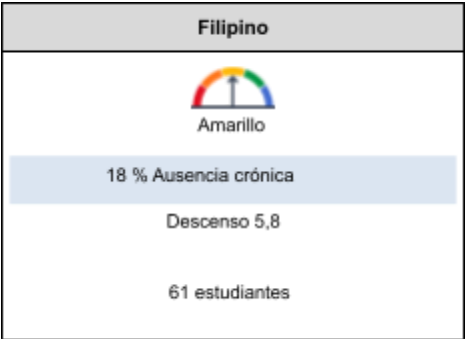 Filipino
Amarillo
18 % Ausencia crónica
Descenso 5,8
61 estudiantes